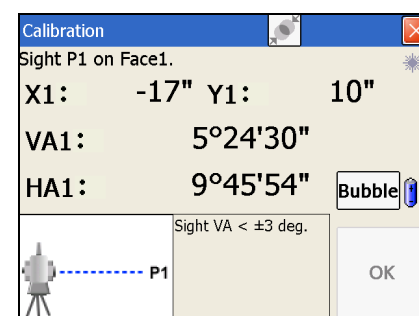 Calibration
Sight P1 on Face1.
X1: -17" Y1: 10"
VA1: 5°24'30"
HA1: 9°45'54" Bubble
Sight VA < ±3 deg.
P1
OK